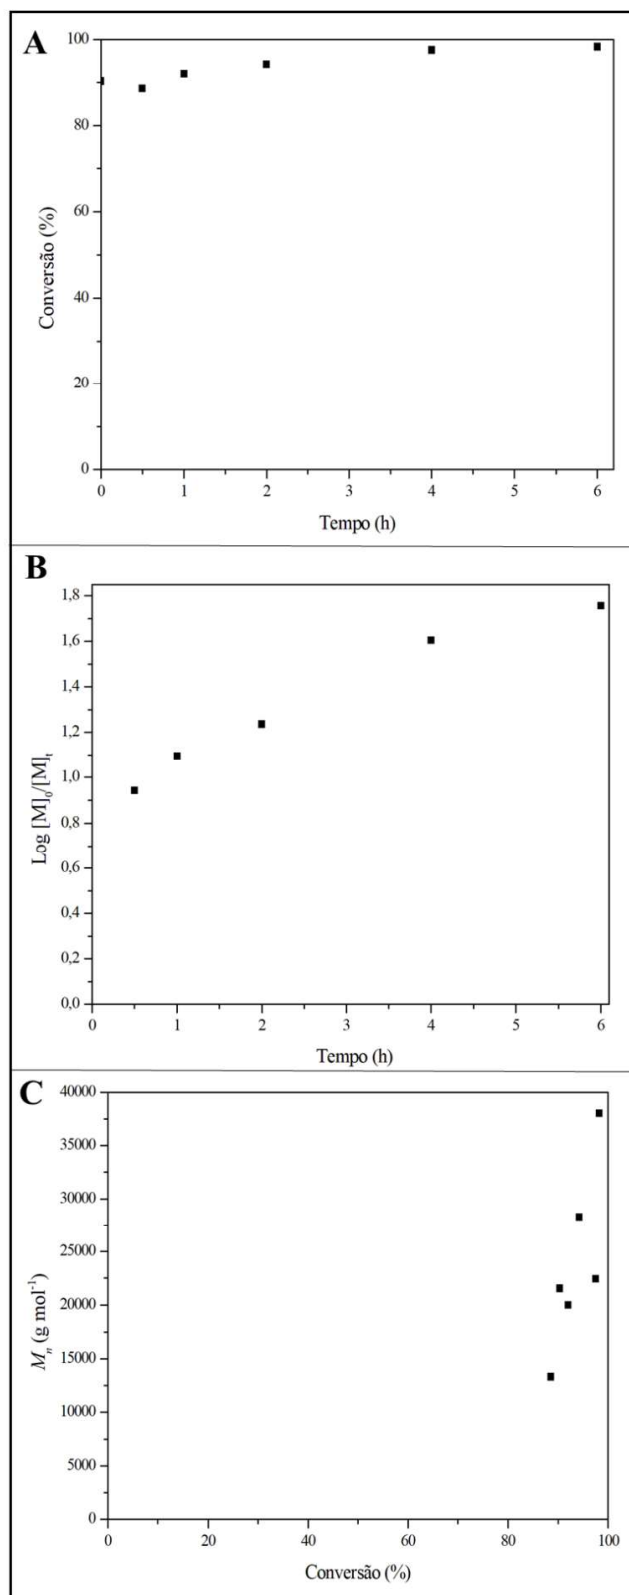 A
100
80
60
40
20
0
Conversão (%)
0 1 2 3 4 5 6
Tempo (h)
B
1,8
1,6
1,4
1,2
1,0
0,8
0,6
0,4
0,2
0,0
Log [M]₀/[M]ₜ
0 1 2 3 4 5 6
Tempo (h)
C
40000
35000
30000
25000
20000
15000
10000
5000
0
Mₙ (g mol⁻¹)
0 20 40 60 80 100
Conversão (%)